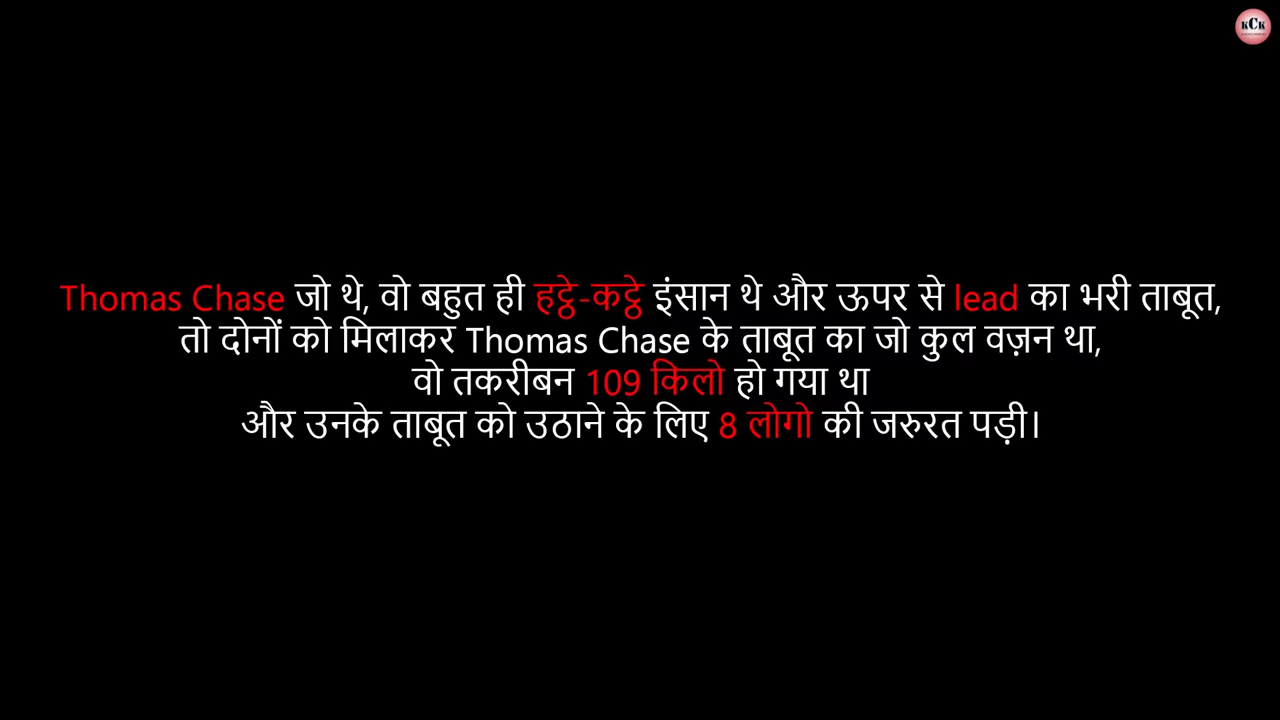 KCK
Thomas Chase जो थे, वो बहुत ही हट्ठे-कट्ठे इंसान थे और ऊपर से lead का भरी ताबूत,
तो दोनों को मिलाकर Thomas Chase के ताबूत का जो कुल वज़न था,
वो तकरीबन 109 किलो हो गया था
और उनके ताबूत को उठाने के लिए 8 लोगो की जरुरत पड़ी।